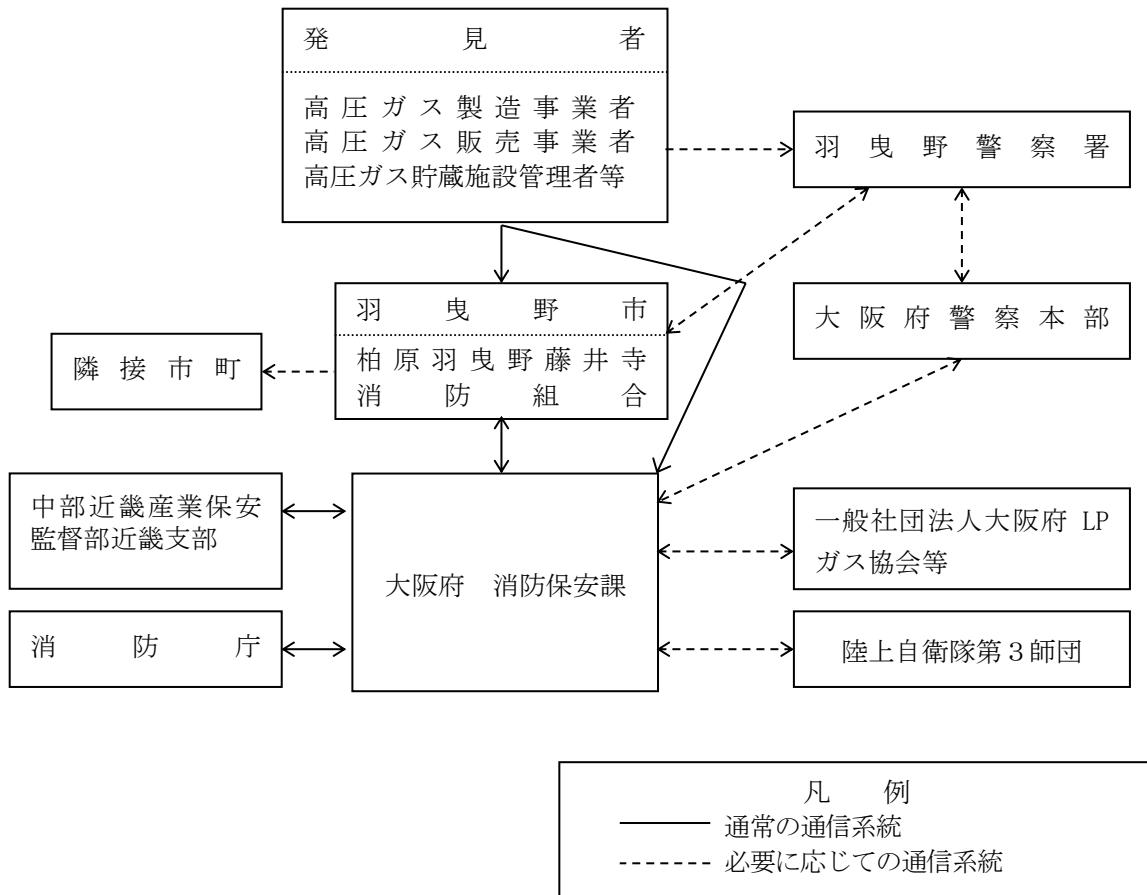 発見者
高圧ガス製造事業者
高圧ガス販売事業者
高圧ガス貯蔵施設管理者等
羽曳野警察署
羽曳野市
柏原羽曳野藤井寺
消防組合
大阪府警察本部
隣接市町
中部近畿産業保安
監督部近畿支部
大阪府 消防保安課
一般社団法人大阪府 LP
ガス協会等
消防庁
陸上自衛隊第3師団
凡例
通常の通信系統
必要に応じての通信系統